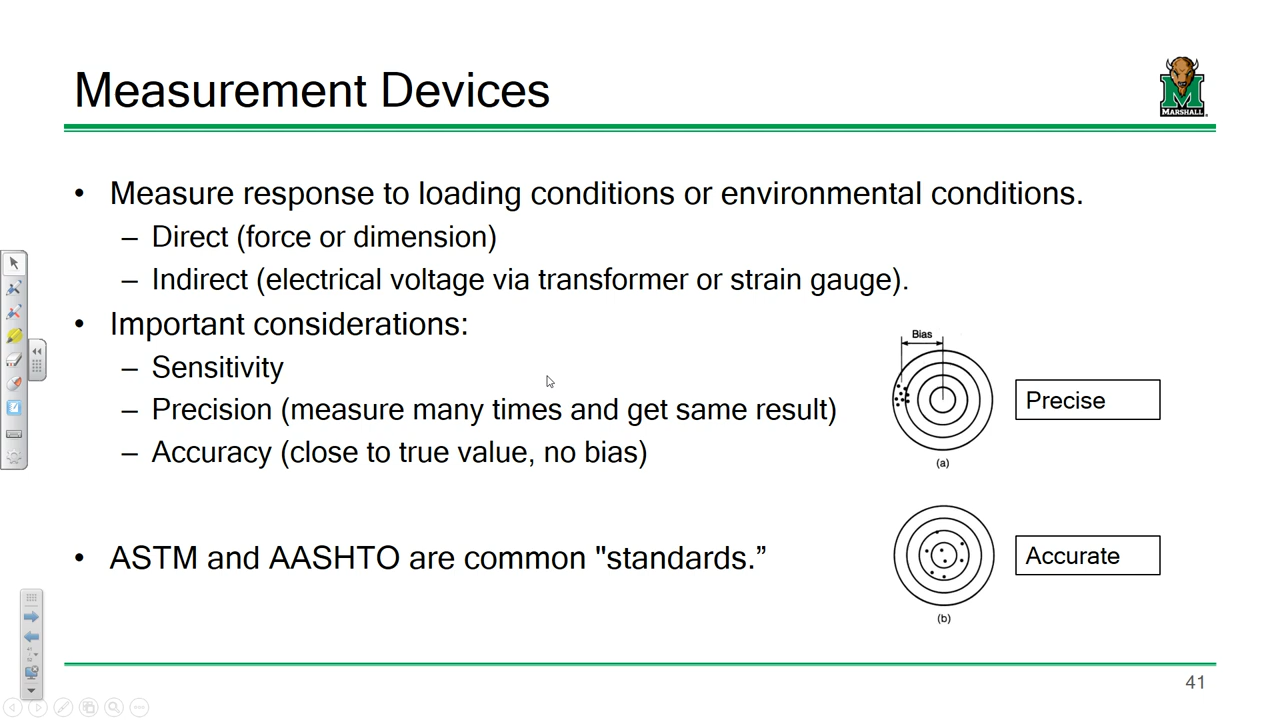 Measurement Devices
MARSHALL
• Measure response to loading conditions or environmental conditions.
– Direct (force or dimension)
– Indirect (electrical voltage via transformer or strain gauge).
• Important considerations:
– Sensitivity
– Precision (measure many times and get same result)
– Accuracy (close to true value, no bias)
• ASTM and AASHTO are common "standards.”
Bias
Precise
(a)
Accurate
(b)
41